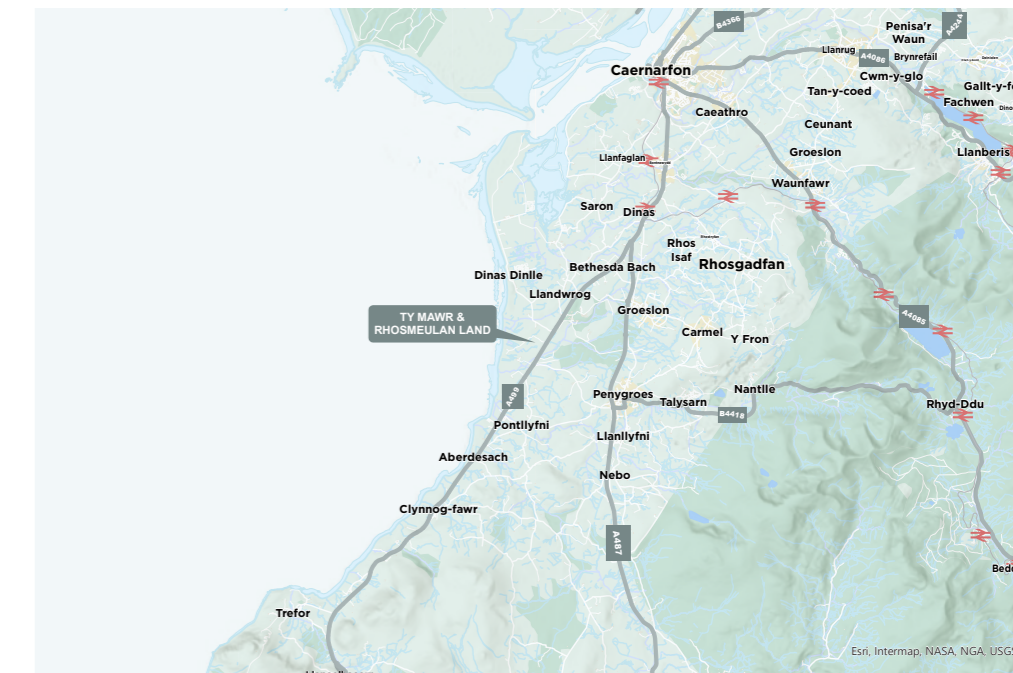 B4366
Penisa'r
Waun
A4244
Llanrug
A4086
Brynrefail
Caernarfon
Cwm-y-glo
Tan-y-coed
Gallt-y-fo
Fachwen
Dino
Caeathro
Ceunant
Llanfaglan
Groeslon
Llanberis
Waunfawr
Saron
Dinas
Rhos
Isaf
Rhosgadfan
Bethesda Bach
Dinas Dinlle
Llandwrog
Groeslon
TY MAWR &
RHOSMEULAN LAND
A4085
Carmel
Y Fron
A499
Penygroes
Nantlle
Talysarn
B4418
Rhyd-Ddu
Pontllyfni
Llanllyfni
Aberdesach
Nebo
Clynnog-fawr
A487
Bedd
Trefor
Esri, Intermap, NASA, NGA, USGS